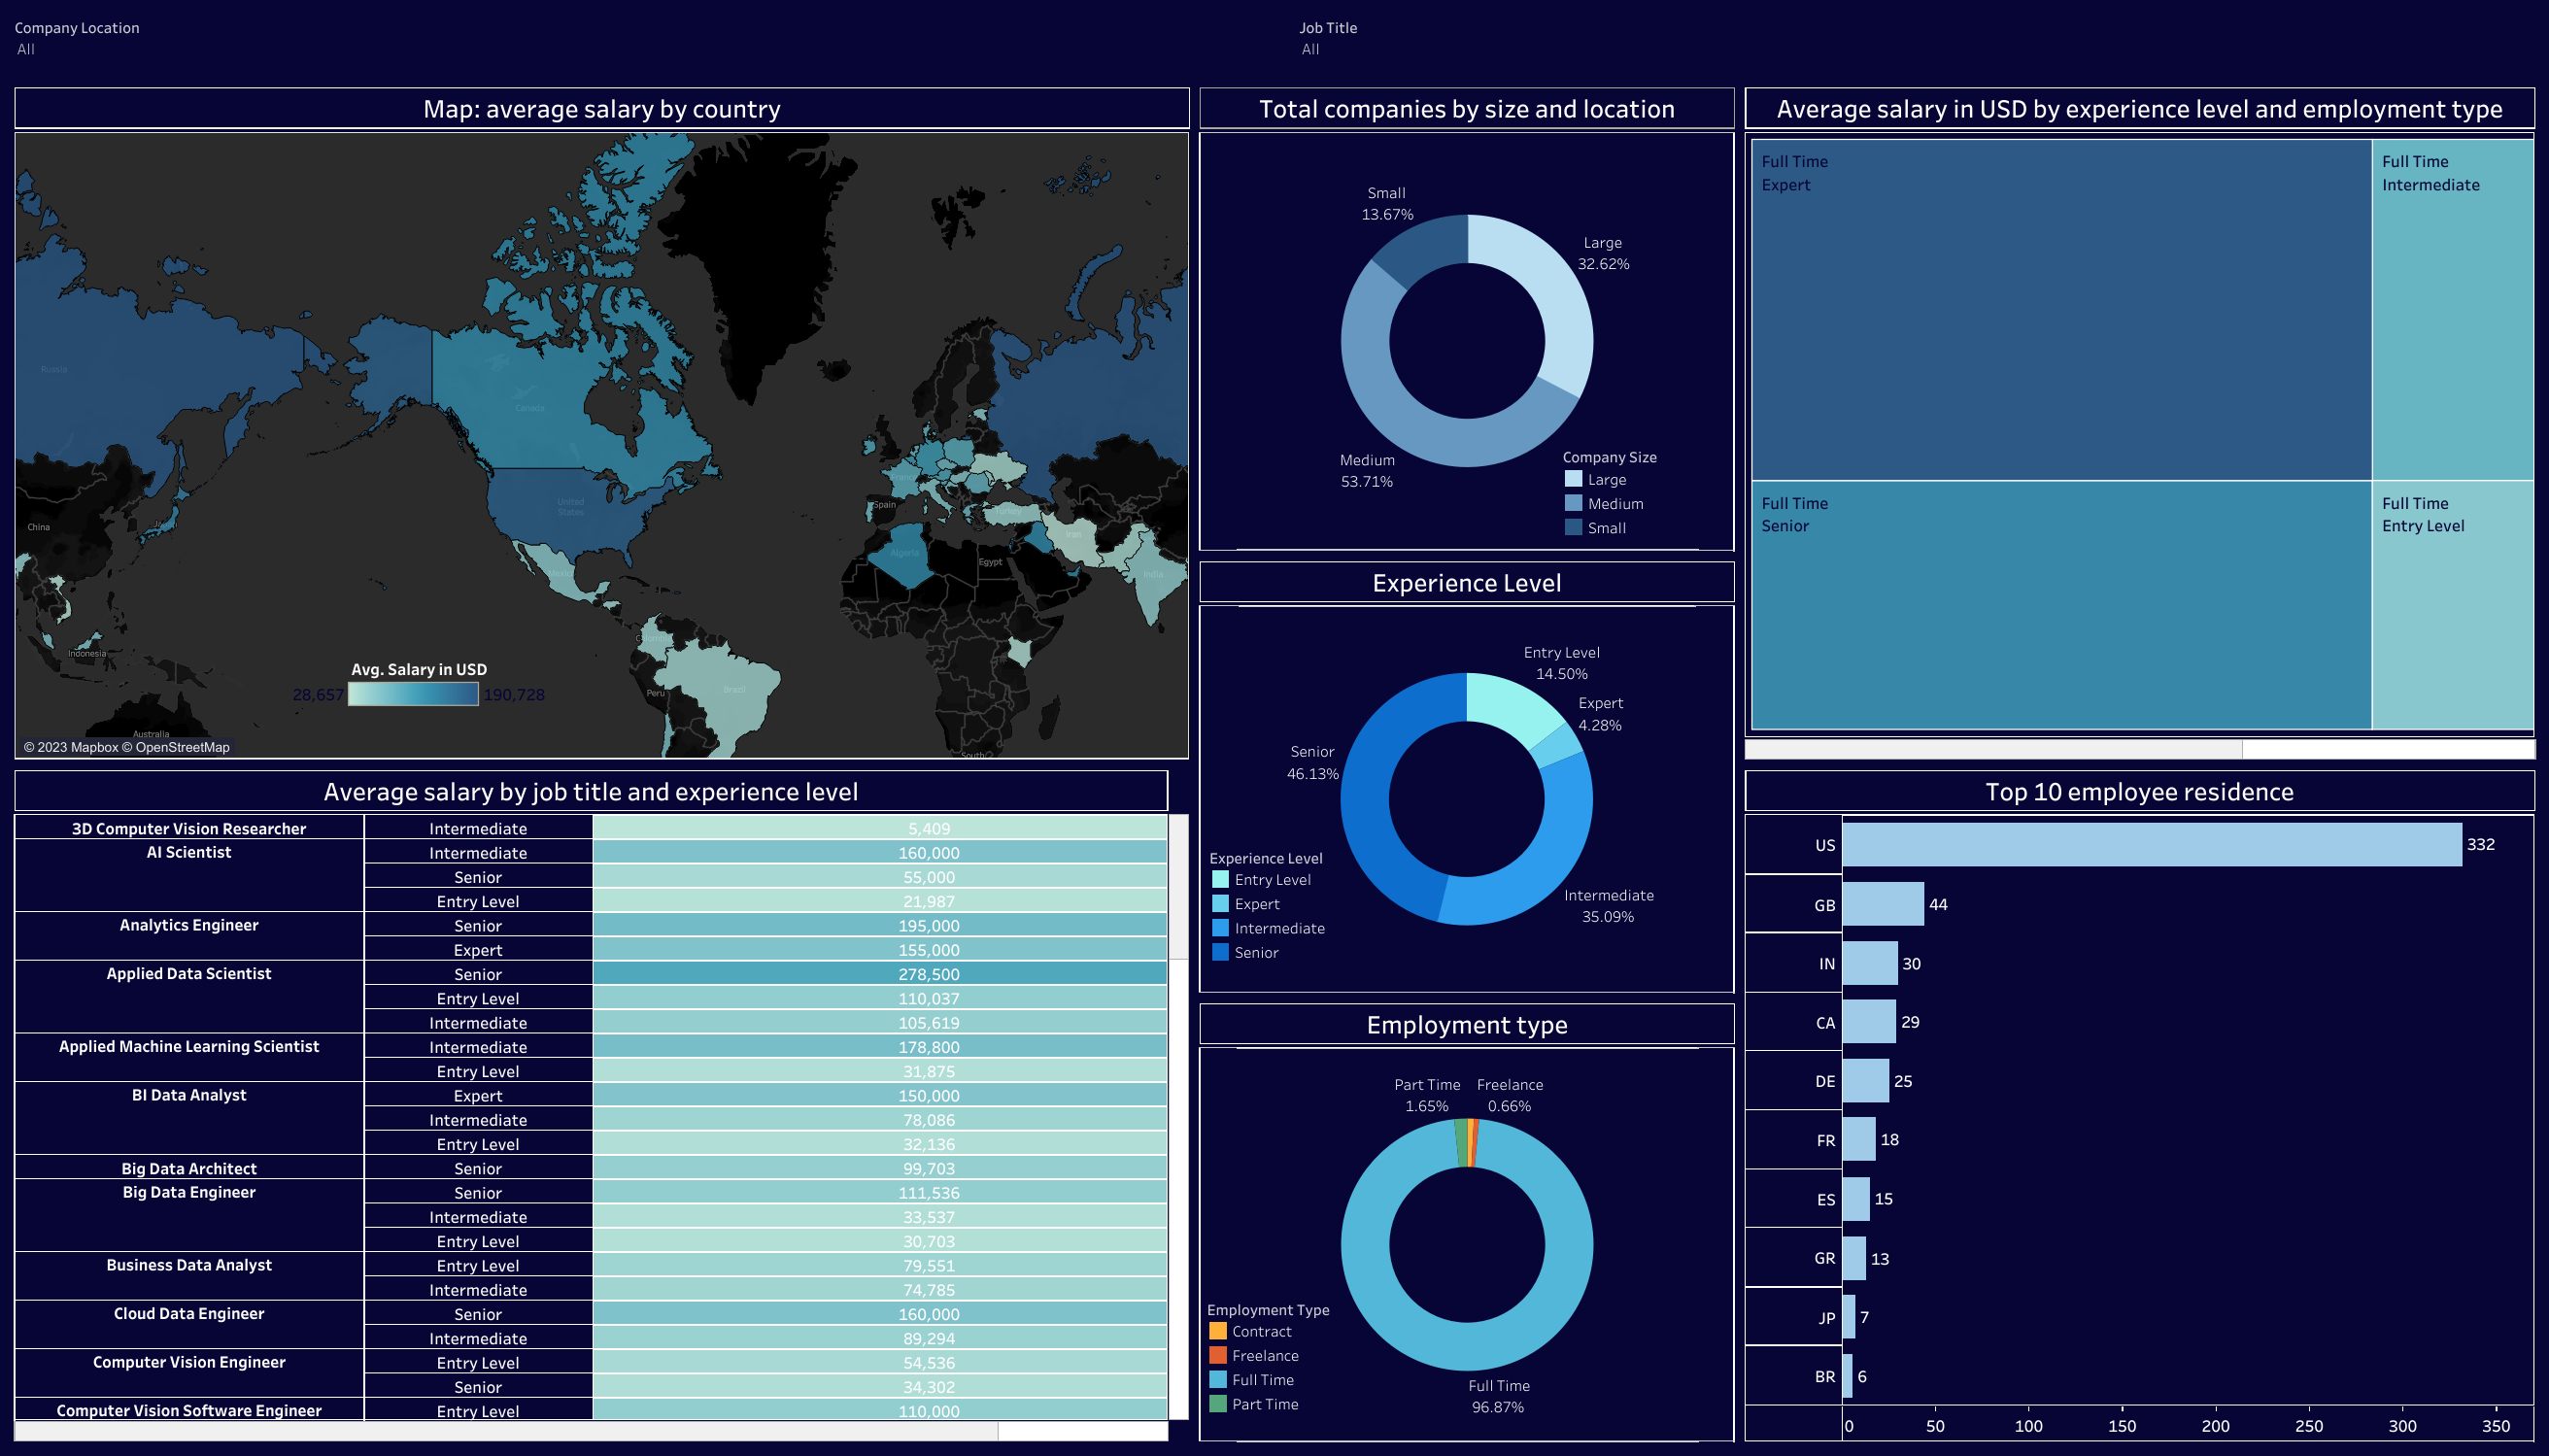 Company Location
All
Job Title
All
Map: average salary by country
Russia
Canada
United
States
China
Indonesia
Australia
Mexico
Colombia
Peru
Brazil
France
Spain
Turkey
Algeria
Egypt
Iran
India
South
Avg. Salary in USD
28,657
190,728
© 2023 Mapbox © OpenStreetMap
Total companies by size and location
Small
13.67%
Large
32.62%
Medium
53.71%
Company Size
Large
Medium
Small
Average salary in USD by experience level and employment type
Full Time
Expert
Full Time
Intermediate
Full Time
Senior
Full Time
Entry Level
Experience Level
Entry Level
14.50%
Expert
4.28%
Senior
46.13%
Intermediate
35.09%
Experience Level
Entry Level
Expert
Intermediate
Senior
Average salary by job title and experience level
3D Computer Vision Researcher Intermediate 5,409
AI Scientist Intermediate 160,000
Senior 55,000
Entry Level 21,987
Analytics Engineer Senior 195,000
Expert 155,000
Applied Data Scientist Senior 278,500
Entry Level 110,037
Intermediate 105,619
Applied Machine Learning Scientist Intermediate 178,800
Entry Level 31,875
BI Data Analyst Expert 150,000
Intermediate 78,086
Entry Level 32,136
Big Data Architect Senior 99,703
Big Data Engineer Senior 111,536
Intermediate 33,537
Entry Level 30,703
Business Data Analyst Entry Level 79,551
Intermediate 74,785
Cloud Data Engineer Senior 160,000
Intermediate 89,294
Computer Vision Engineer Entry Level 54,536
Senior 34,302
Computer Vision Software Engineer Entry Level 110,000
Employment type
Part Time
1.65%
Freelance
0.66%
Full Time
96.87%
Employment Type
Contract
Freelance
Full Time
Part Time
Top 10 employee residence
US 332
GB 44
IN 30
CA 29
DE 25
FR 18
ES 15
GR 13
JP 7
BR 6
0 50 100 150 200 250 300 350